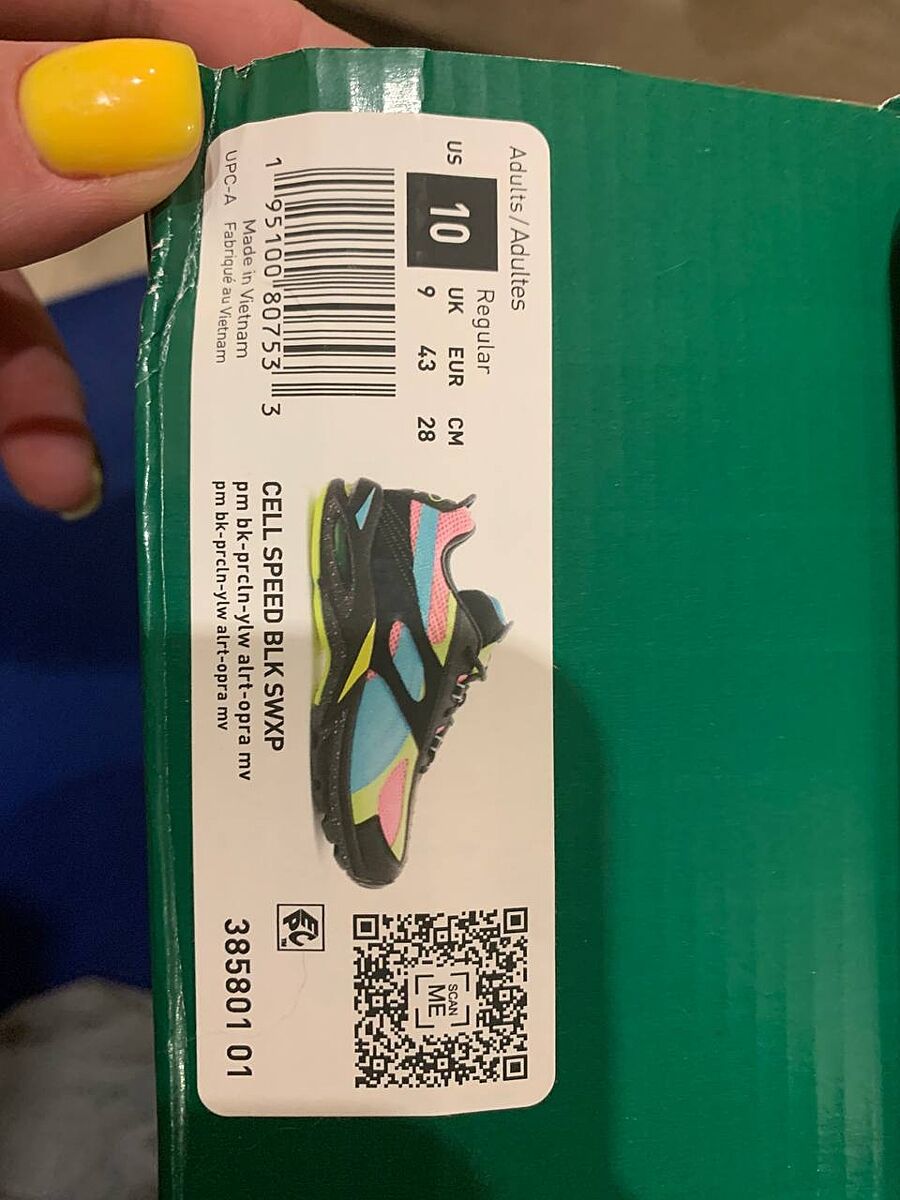 Adults/Adultes
Regular
US UK EUR CM
10 9 43 28
1 95100 80753 3
Made in Vietnam
UPC-A Fabriqué au Vietnam
CELL SPEED BLK SWXP
pm bk-prcln-ylw alrt-opra mv
pm bk-prcln-ylw alrt-opra mv
SCAN
ME
EPC™
385801 01